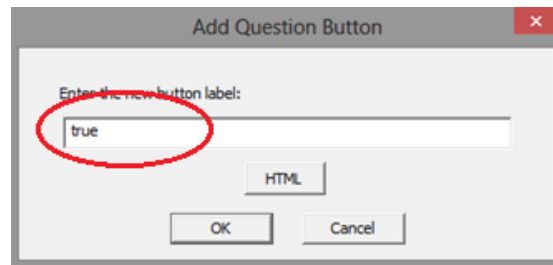 Add Question Button
Enter the new button label:
true
HTML
OK
Cancel